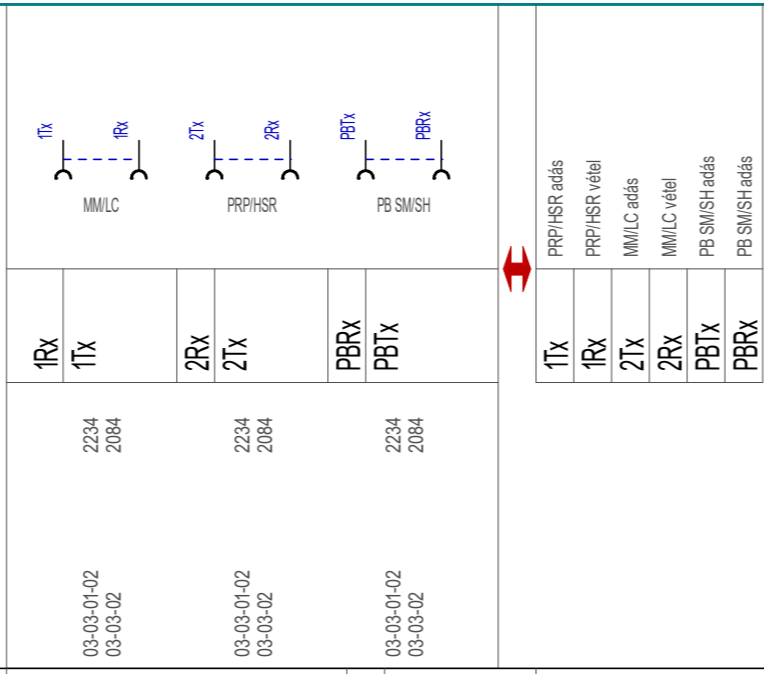 1Tx
1Rx
2Tx
2Rx
PBTx
PBRx
MM/LC
PRP/HSR
PB SM/SH
PRP/HSR adás
PRP/HSR vétel
MM/LC adás
MM/LC vétel
PB SM/SH adás
PB SM/SH adás
1Rx
1Tx
2Rx
2Tx
PBRx
PBTx
1Tx
1Rx
2Tx
2Rx
PBTx
PBRx
2234
2084
2234
2084
2234
2084
03-03-01-02
03-03-02
03-03-01-02
03-03-02
03-03-01-02
03-03-02